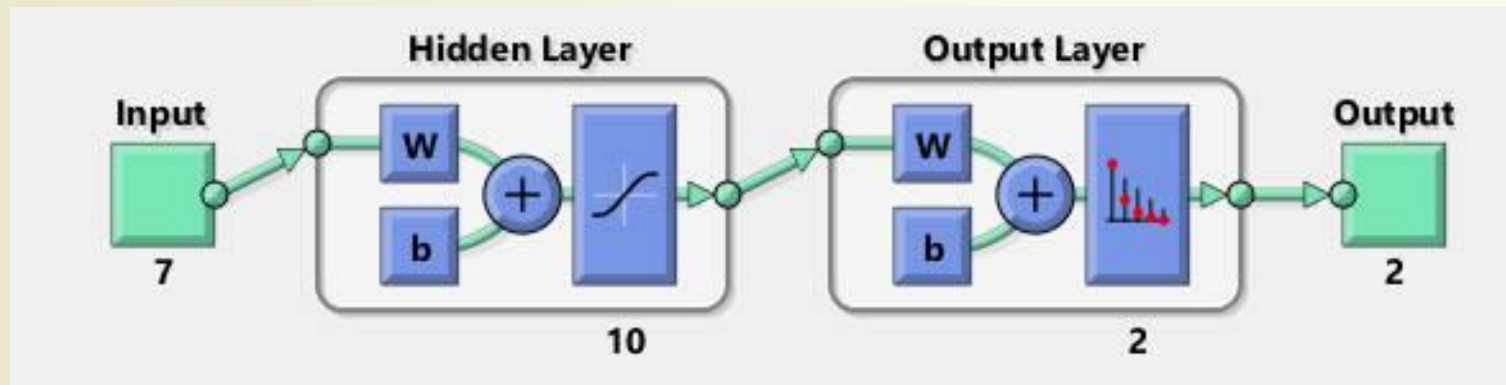 Hidden Layer
Output Layer
Input
Output
W
W
+
+
b
b
7
2
10
2